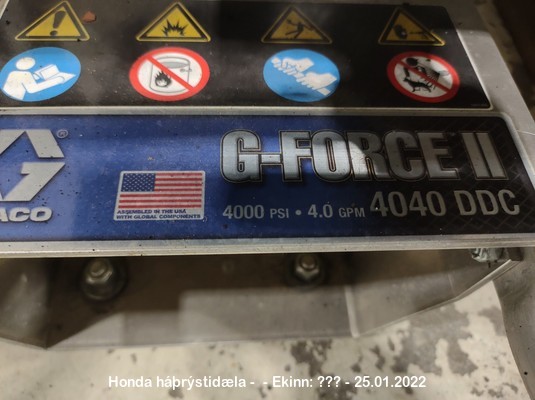 G-FORCE II
®
ACO
ASSEMBLED IN THE USA
WITH GLOBAL COMPONENTS
4000 PSI • 4.0 GPM 4040 DDC
Honda hábrýstidæla - - Ekinn: ??? - 25.01.2022